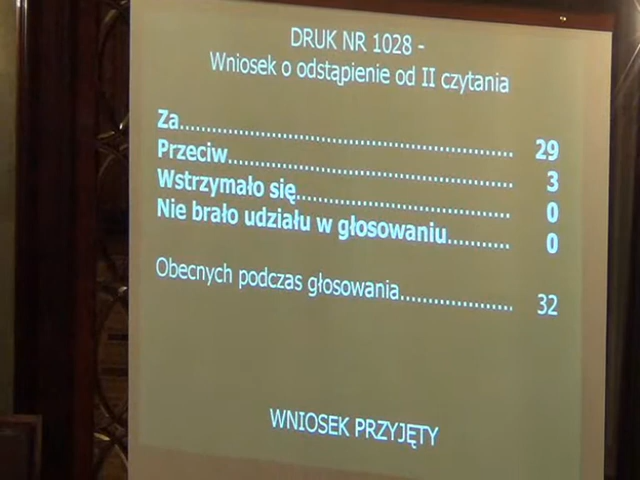 DRUK NR 1028 -
Wniosek o odstąpienie od II czytania
Za............................................................ 29
Przeciw.................................................... 3
Wstrzymało się........................................ 0
Nie brało udziału w głosowaniu........... 0
Obecnych podczas głosowania.................. 32
WNIOSEK PRZYJĘTY